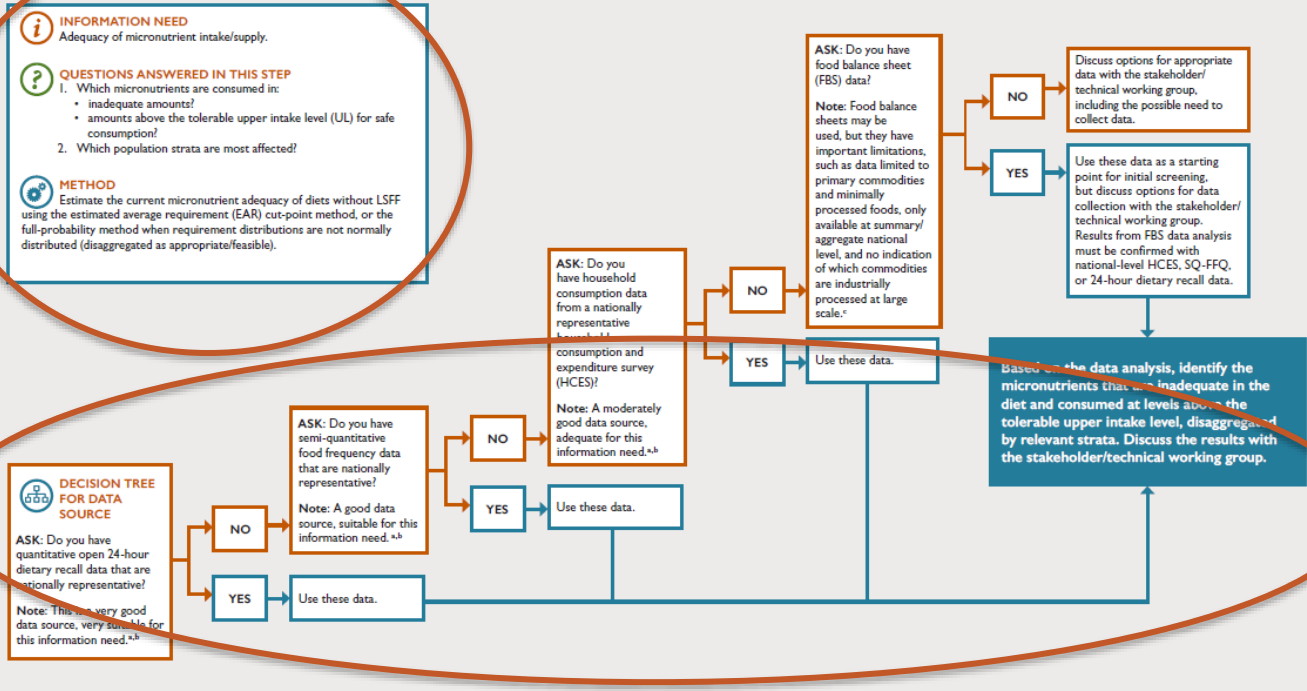 INFORMATION NEED
Adequacy of micronutrient intake/supply.
QUESTIONS ANSWERED IN THIS STEP
1. Which micronutrients are consumed in:
• inadequate amounts?
• amounts above the tolerable upper intake level (UL) for safe
consumption?
2. Which population strata are most affected?
METHOD
Estimate the current micronutrient adequacy of diets without LSFF
using the estimated average requirement (EAR) cut-point method, or the
full-probability method when requirement distributions are not normally
distributed (disaggregated as appropriate/feasible).
DECISION TREE
FOR DATA
SOURCE
ASK: Do you have
quantitative open 24-hour
dietary recall data that are
nationally representative?
Note: This is a very good
data source, very suitable for
this information need.a,b
NO
YES
ASK: Do you have
semi-quantitative
food frequency data
that are nationally
representative?
Note: A good data
source, suitable for this
information need. a,b
Use these data.
NO
YES
ASK: Do you
have household
consumption data
from a nationally
representative
household
consumption and
expenditure survey
(HCES)?
Note: A moderately
good data source,
adequate for this
information need.a,b
Use these data.
NO
YES
ASK: Do you have
food balance sheet
(FBS) data?
Note: Food balance
sheets may be
used, but they have
important limitations,
such as data limited to
primary commodities
and minimally
processed foods, only
available at summary/
aggregate national
level, and no indication
of which commodities
are industrially
processed at large
scale.c
Use these data.
NO
YES
Discuss options for appropriate
data with the stakeholder/
technical working group,
including the possible need to
collect data.
Use these data as a starting
point for initial screening,
but discuss options for data
collection with the stakeholder/
technical working group.
Results from FBS data analysis
must be confirmed with
national-level HCES, SQ-FFQ,
or 24-hour dietary recall data.
Based on the data analysis, identify the
micronutrients that are inadequate in the
diet and consumed at levels above the
tolerable upper intake level, disaggregated
by relevant strata. Discuss the results with
the stakeholder/technical working group.